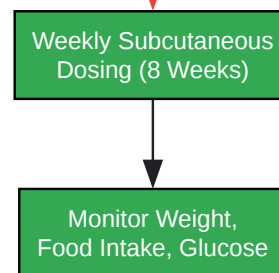 Weekly Subcutaneous
Dosing (8 Weeks)
Monitor Weight,
Food Intake, Glucose